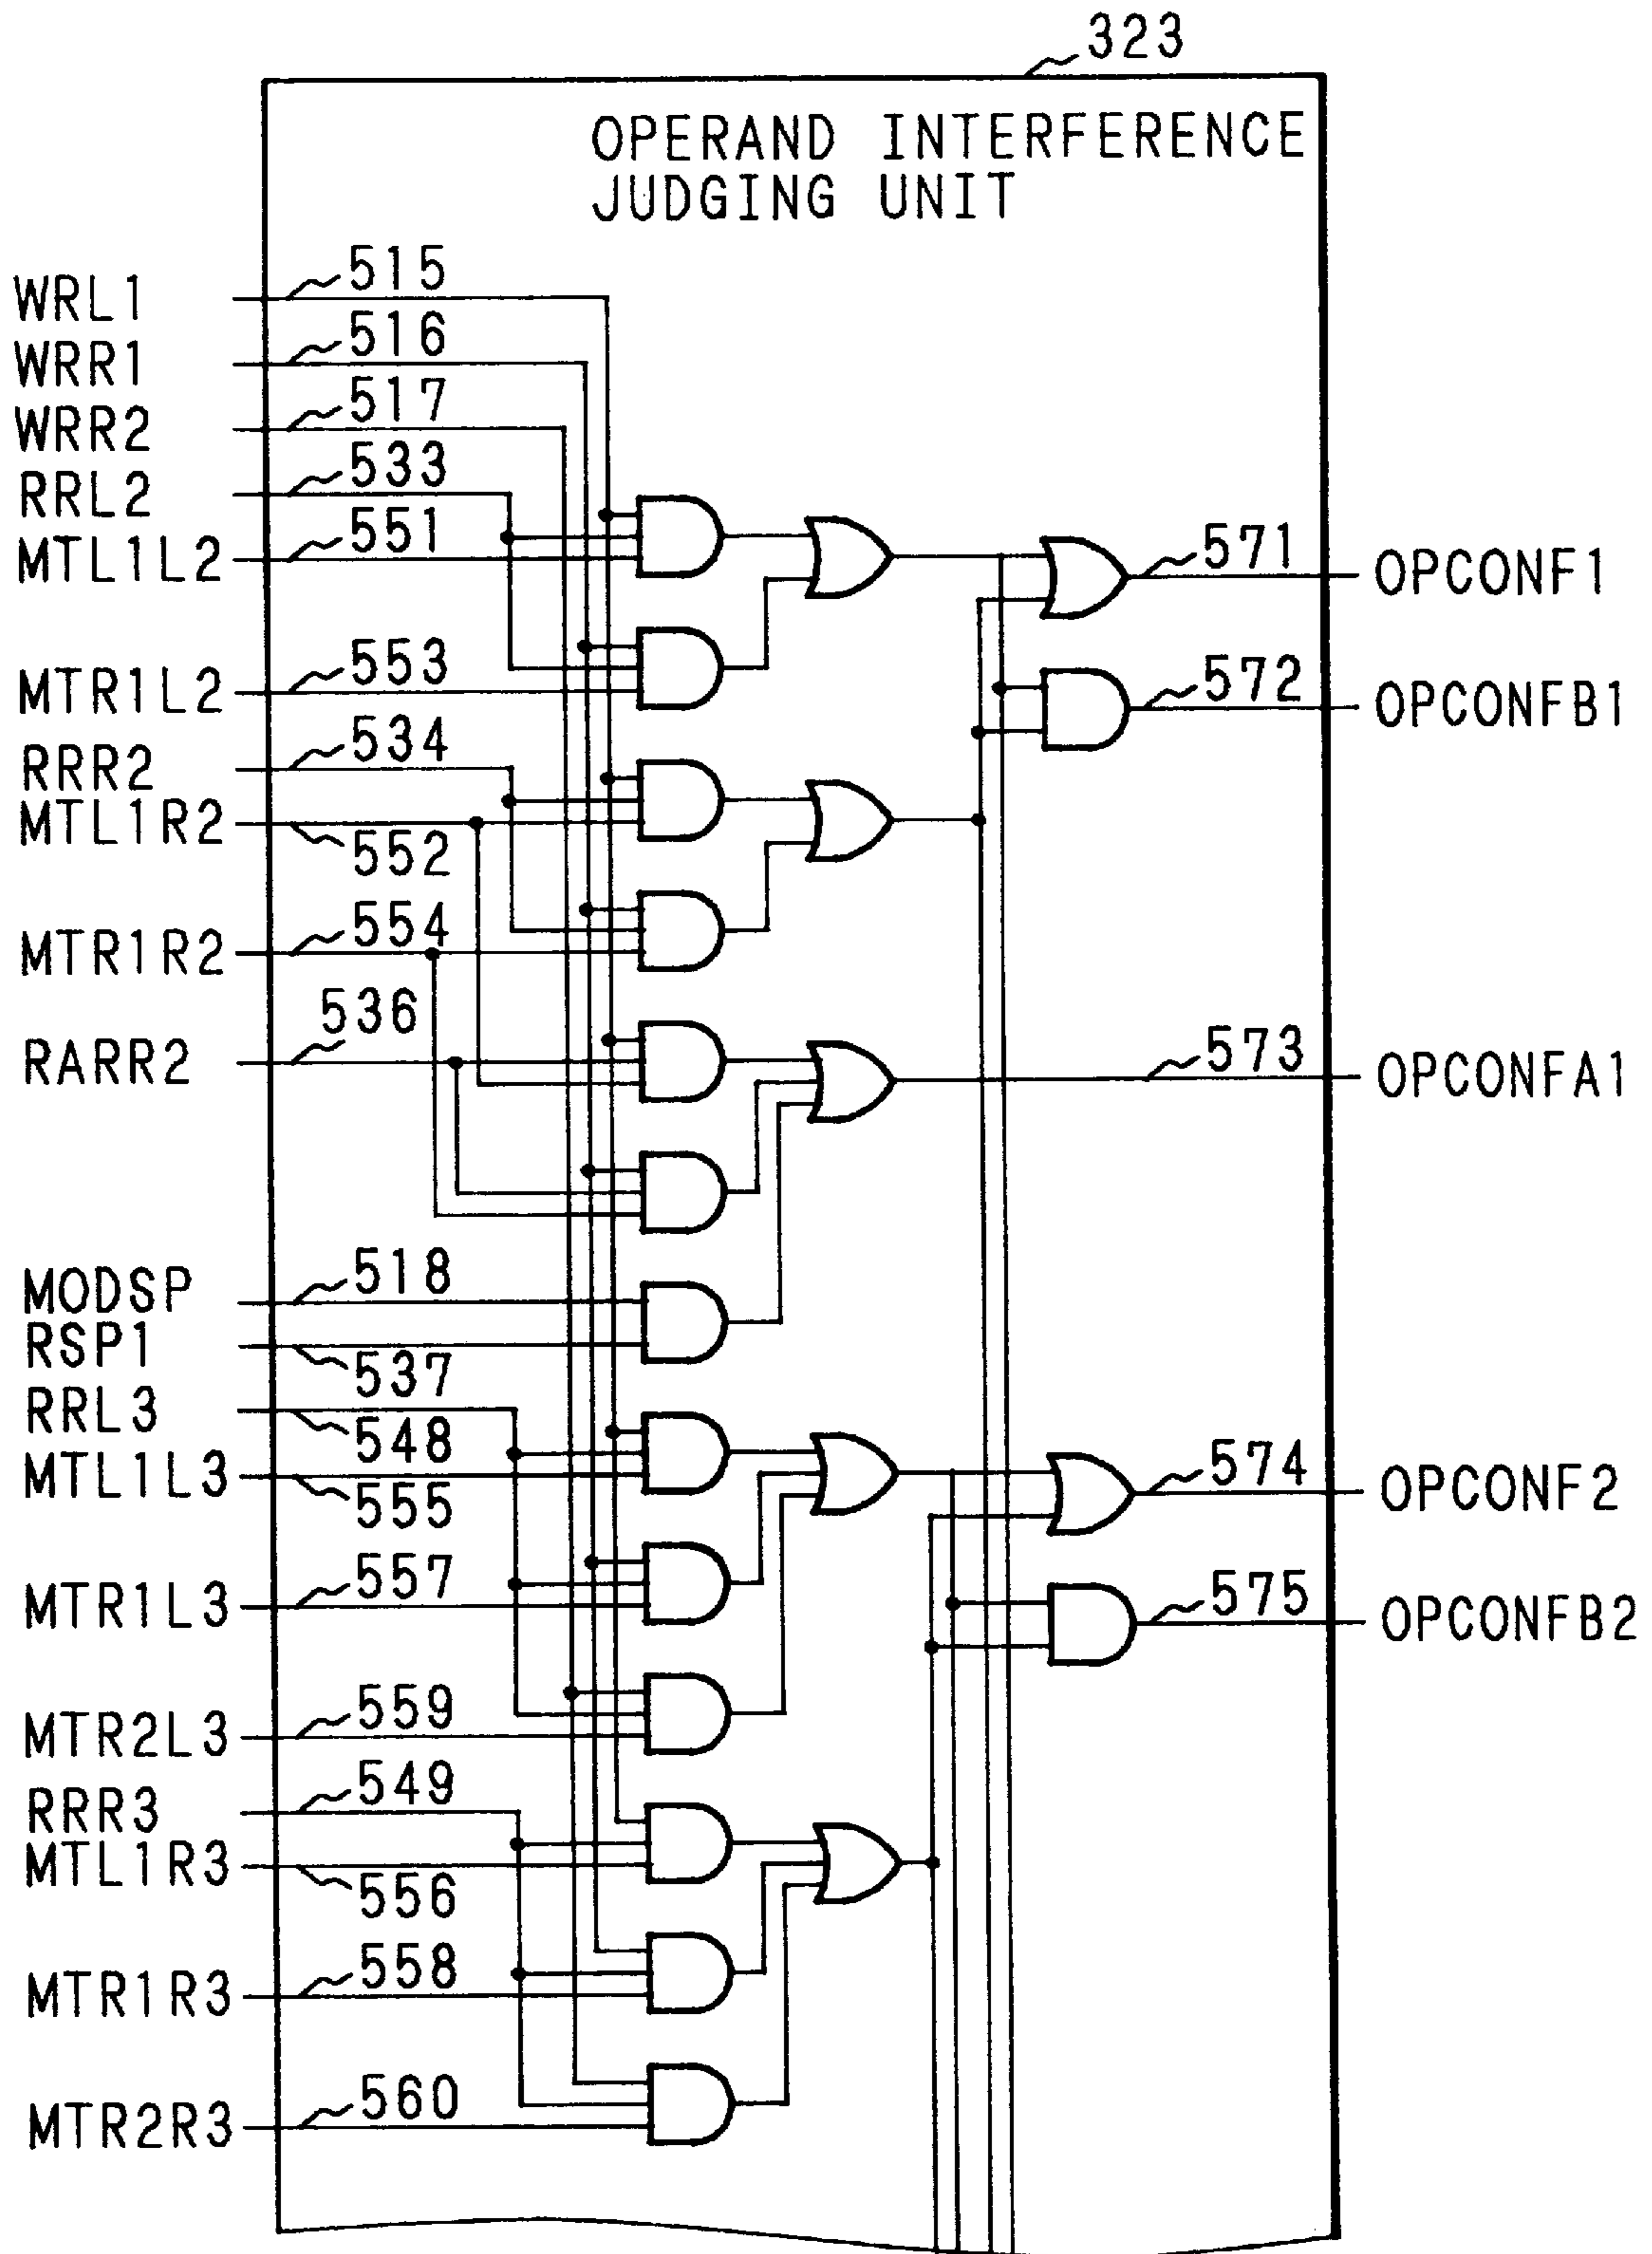 323
OPERAND INTERFERENCE
JUDGING UNIT
WRL1 515
WRR1 516
WRR2 517
RRL2 533
MTL1L2 551
571 OPCONF1
MTR1L2 553
572 OPCONFB1
RRR2 534
MTL1R2 552
MTR1R2 554
RARR2 536
573 OPCONFA1
MODSP 518
RSP1 537
RRL3 548
MTL1L3 555
574 OPCONF2
MTR1L3 557
575 OPCONFB2
MTR2L3 559
RRR3 549
MTL1R3 556
MTR1R3 558
MTR2R3 560